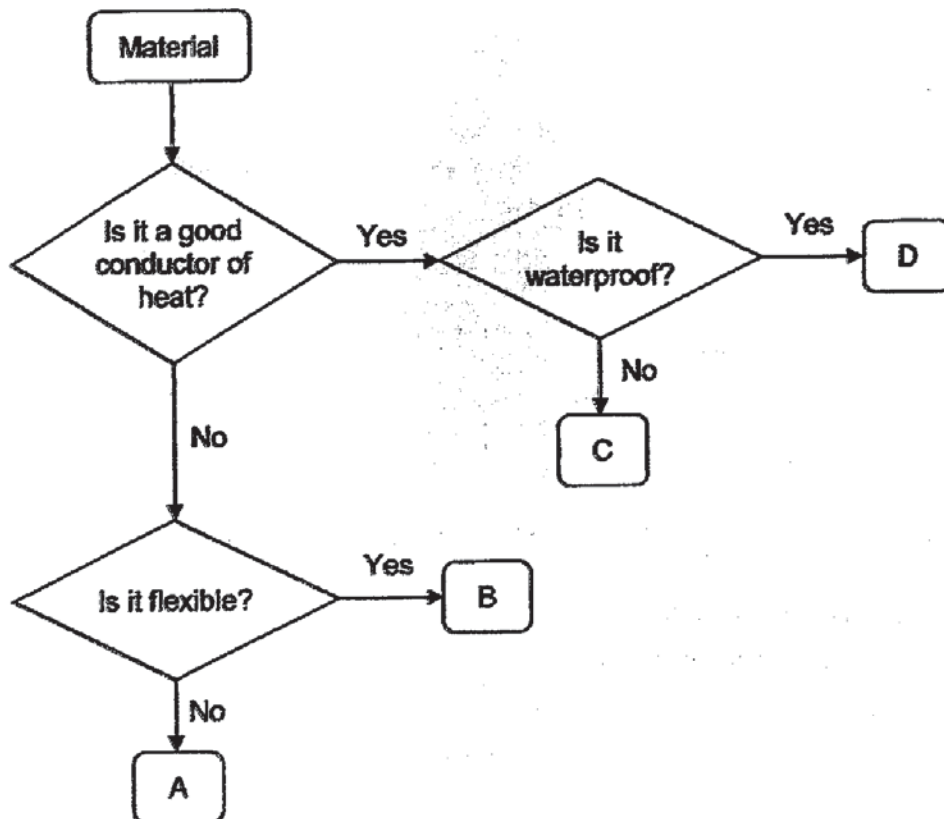 Material
Is it a good
conductor of
heat?
Yes
Is it
waterproof?
Yes
D
No
C
No
Is it flexible?
Yes
B
No
A